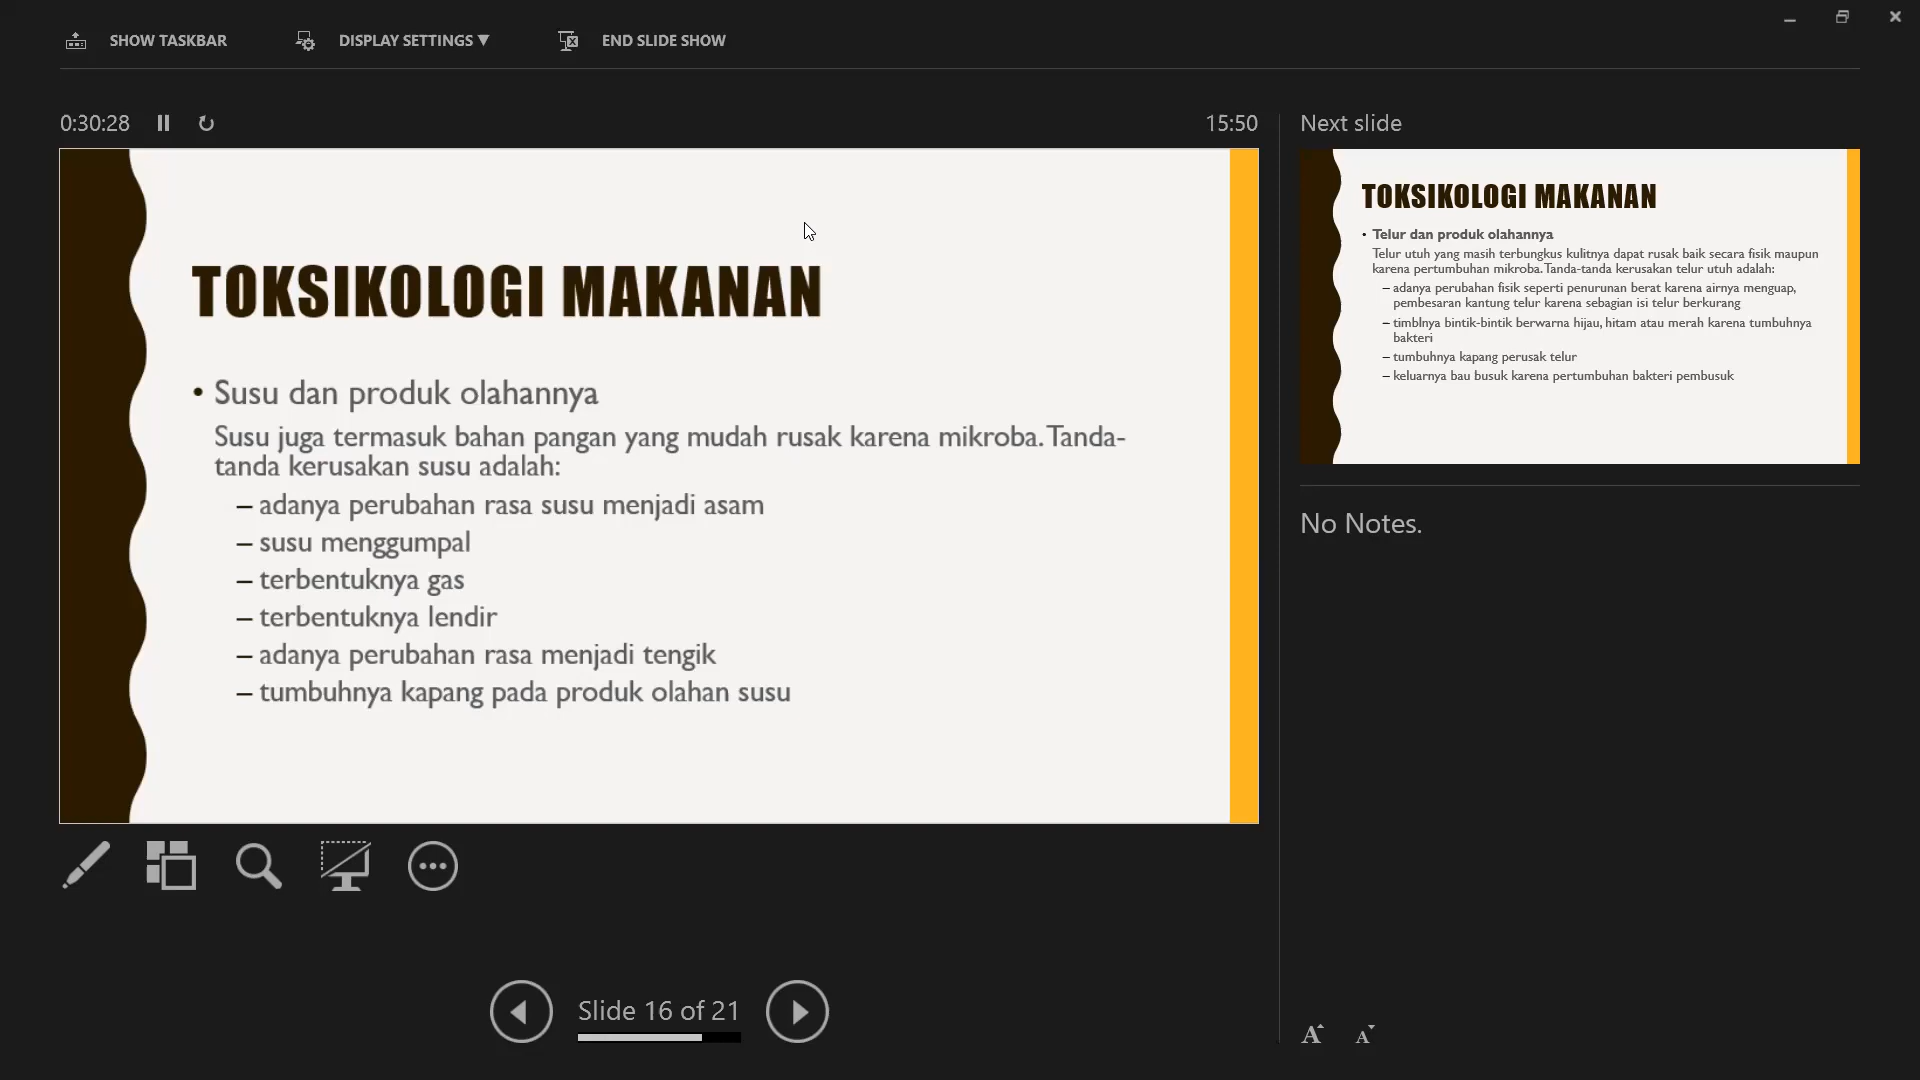 SHOW TASKBAR
DISPLAY SETTINGS ▼
END SLIDE SHOW
0:30:28
15:50
TOKSIKOLOGI MAKANAN
• Susu dan produk olahannya
Susu juga termasuk bahan pangan yang mudah rusak karena mikroba. Tanda-
tanda kerusakan susu adalah:
– adanya perubahan rasa susu menjadi asam
– susu menggumpal
– terbentuknya gas
– terbentuknya lendir
– adanya perubahan rasa menjadi tengik
– tumbuhnya kapang pada produk olahan susu
Slide 16 of 21
Next slide
TOKSIKOLOGI MAKANAN
• Telur dan produk olahannya
Telur utuh yang masih terbungkus kulitnya dapat rusak baik secara fisik maupun
karena pertumbuhan mikroba. Tanda-tanda kerusakan telur utuh adalah:
– adanya perubahan fisik seperti penurunan berat karena airnya menguap,
pembesaran kantung telur karena sebagian isi telur berkurang
– timblnya bintik-bintik berwarna hijau, hitam atau merah karena tumbuhnya
bakteri
– tumbuhnya kapang perusak telur
– keluarnya bau busuk karena pertumbuhan bakteri pembusuk
No Notes.
A A